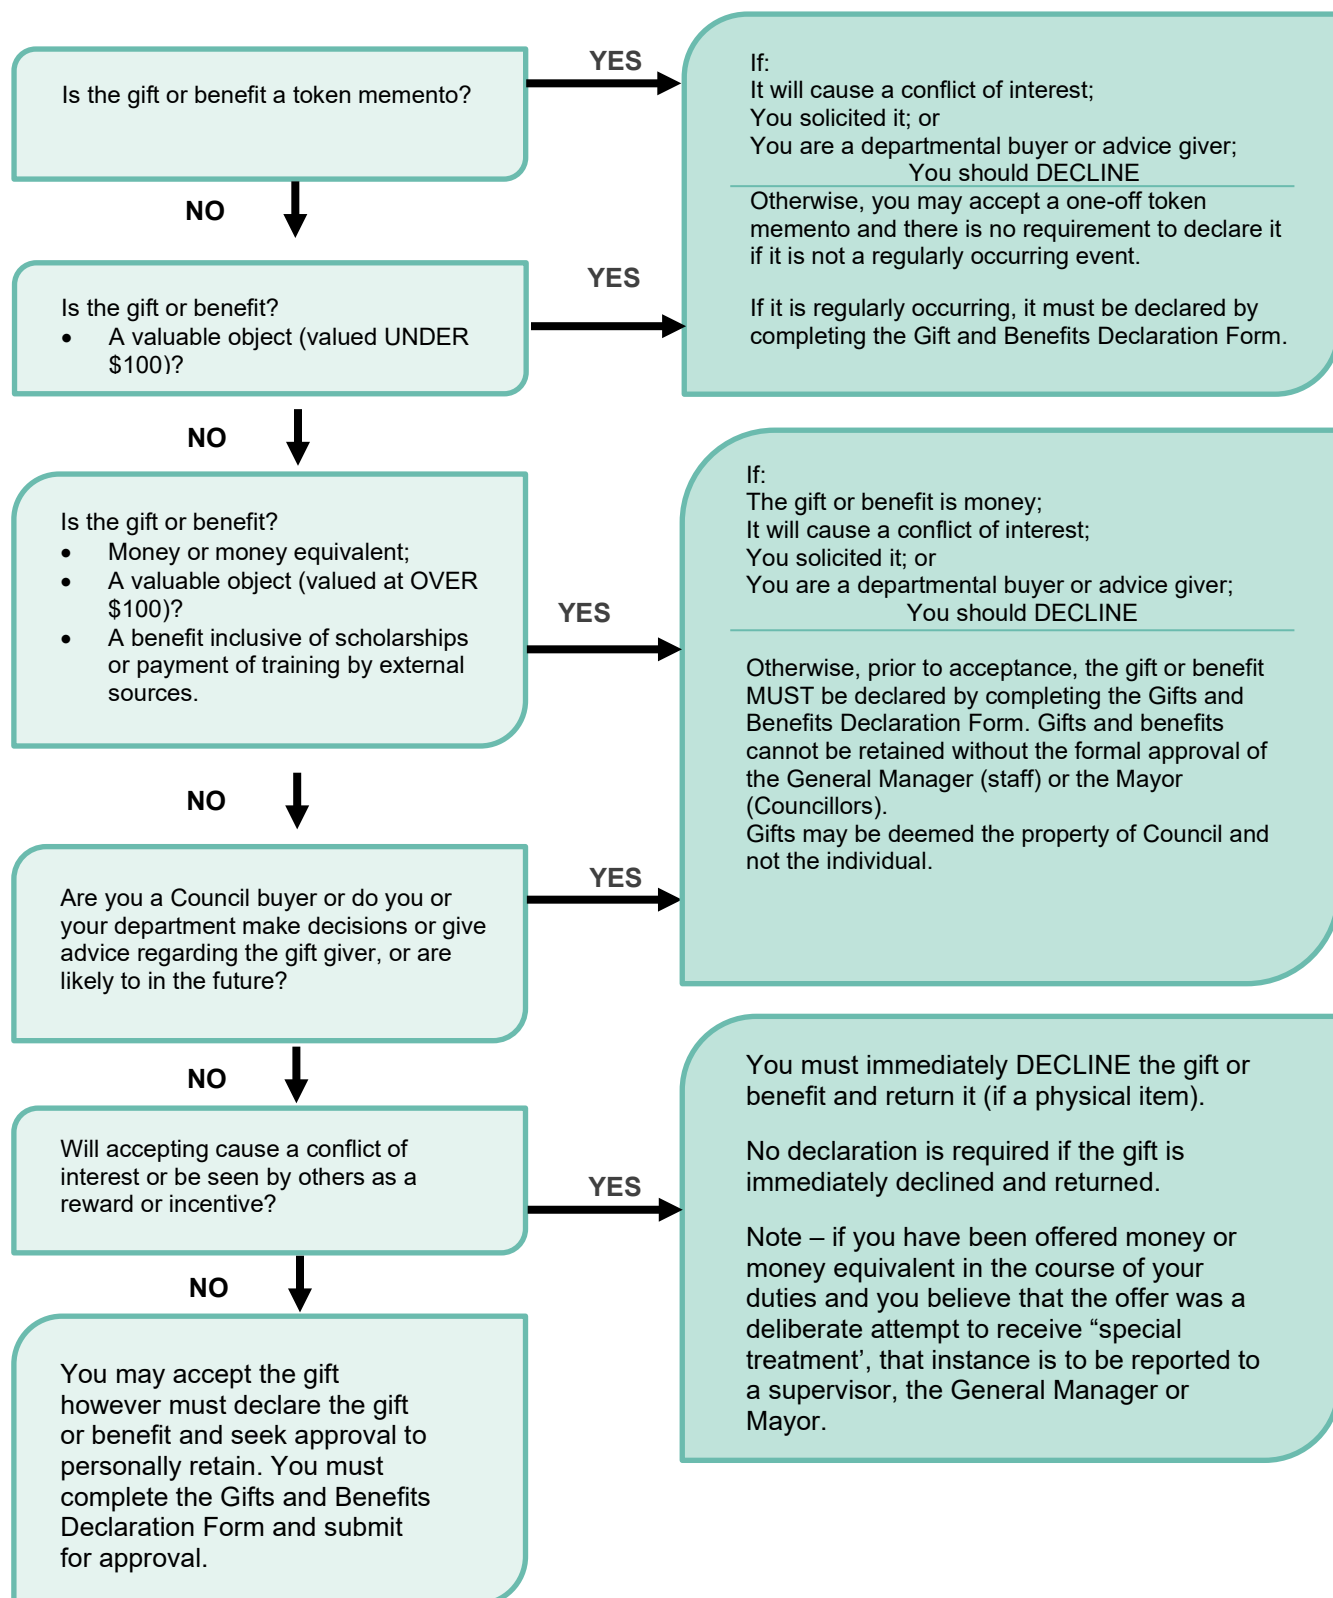 Is the gift or benefit a token memento?
YES
If:
It will cause a conflict of interest;
You solicited it; or
You are a departmental buyer or advice giver;
You should DECLINE
Otherwise, you may accept a one-off token
memento and there is no requirement to declare it
if it is not a regularly occurring event.
If it is regularly occurring, it must be declared by
completing the Gift and Benefits Declaration Form.
NO
Is the gift or benefit?
• A valuable object (valued UNDER
$100)?
YES
NO
Is the gift or benefit?
• Money or money equivalent;
• A valuable object (valued at OVER
$100)?
• A benefit inclusive of scholarships
or payment of training by external
sources.
YES
If:
The gift or benefit is money;
It will cause a conflict of interest;
You solicited it; or
You are a departmental buyer or advice giver;
You should DECLINE
Otherwise, prior to acceptance, the gift or benefit
MUST be declared by completing the Gifts and
Benefits Declaration Form. Gifts and benefits
cannot be retained without the formal approval of
the General Manager (staff) or the Mayor
(Councillors).
Gifts may be deemed the property of Council and
not the individual.
NO
Are you a Council buyer or do you or
your department make decisions or give
advice regarding the gift giver, or are
likely to in the future?
YES
NO
Will accepting cause a conflict of
interest or be seen by others as a
reward or incentive?
YES
You must immediately DECLINE the gift or
benefit and return it (if a physical item).
No declaration is required if the gift is
immediately declined and returned.
Note – if you have been offered money or
money equivalent in the course of your
duties and you believe that the offer was a
deliberate attempt to receive “special
treatment’, that instance is to be reported to
a supervisor, the General Manager or
Mayor.
NO
You may accept the gift
however must declare the gift
or benefit and seek approval to
personally retain. You must
complete the Gifts and Benefits
Declaration Form and submit
for approval.